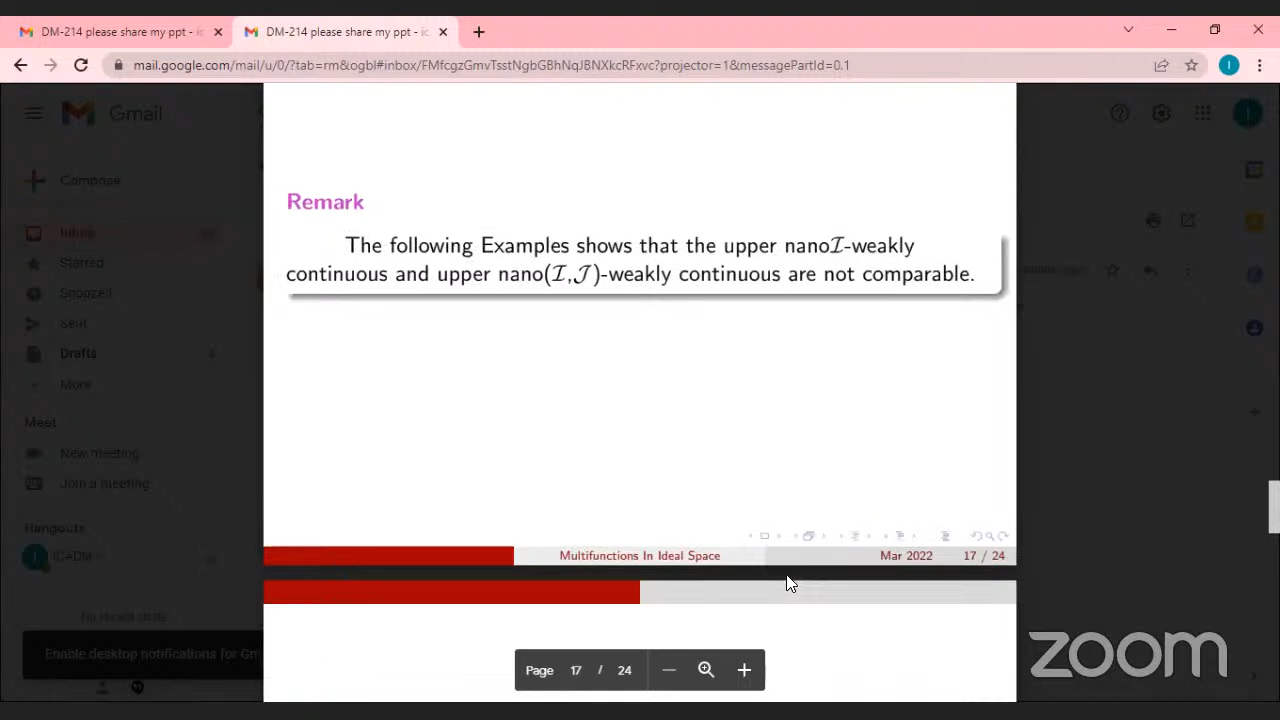 DM-214 please share my ppt - ic
DM-214 please share my ppt - ic
mail.google.com/mail/u/0/?tab=rm&ogbl#inbox/FMfcgzGmvTsstNgbGBhNqJBNXkcRFxvc?projector=1&messagePartId=0.1
Gmail
Compose
Inbox
Starred
Snoozed
Sent
Drafts
More
Meet
New meeting
Join a meeting
Hangouts
ICADM
No recent chats
Enable desktop notifications for Gm
Remark
The following Examples shows that the upper nanoℐ-weakly
continuous and upper nano(ℐ,𝒥)-weakly continuous are not comparable.
Multifunctions In Ideal Space Mar 2022 17 / 24
Page 17 / 24
zoom